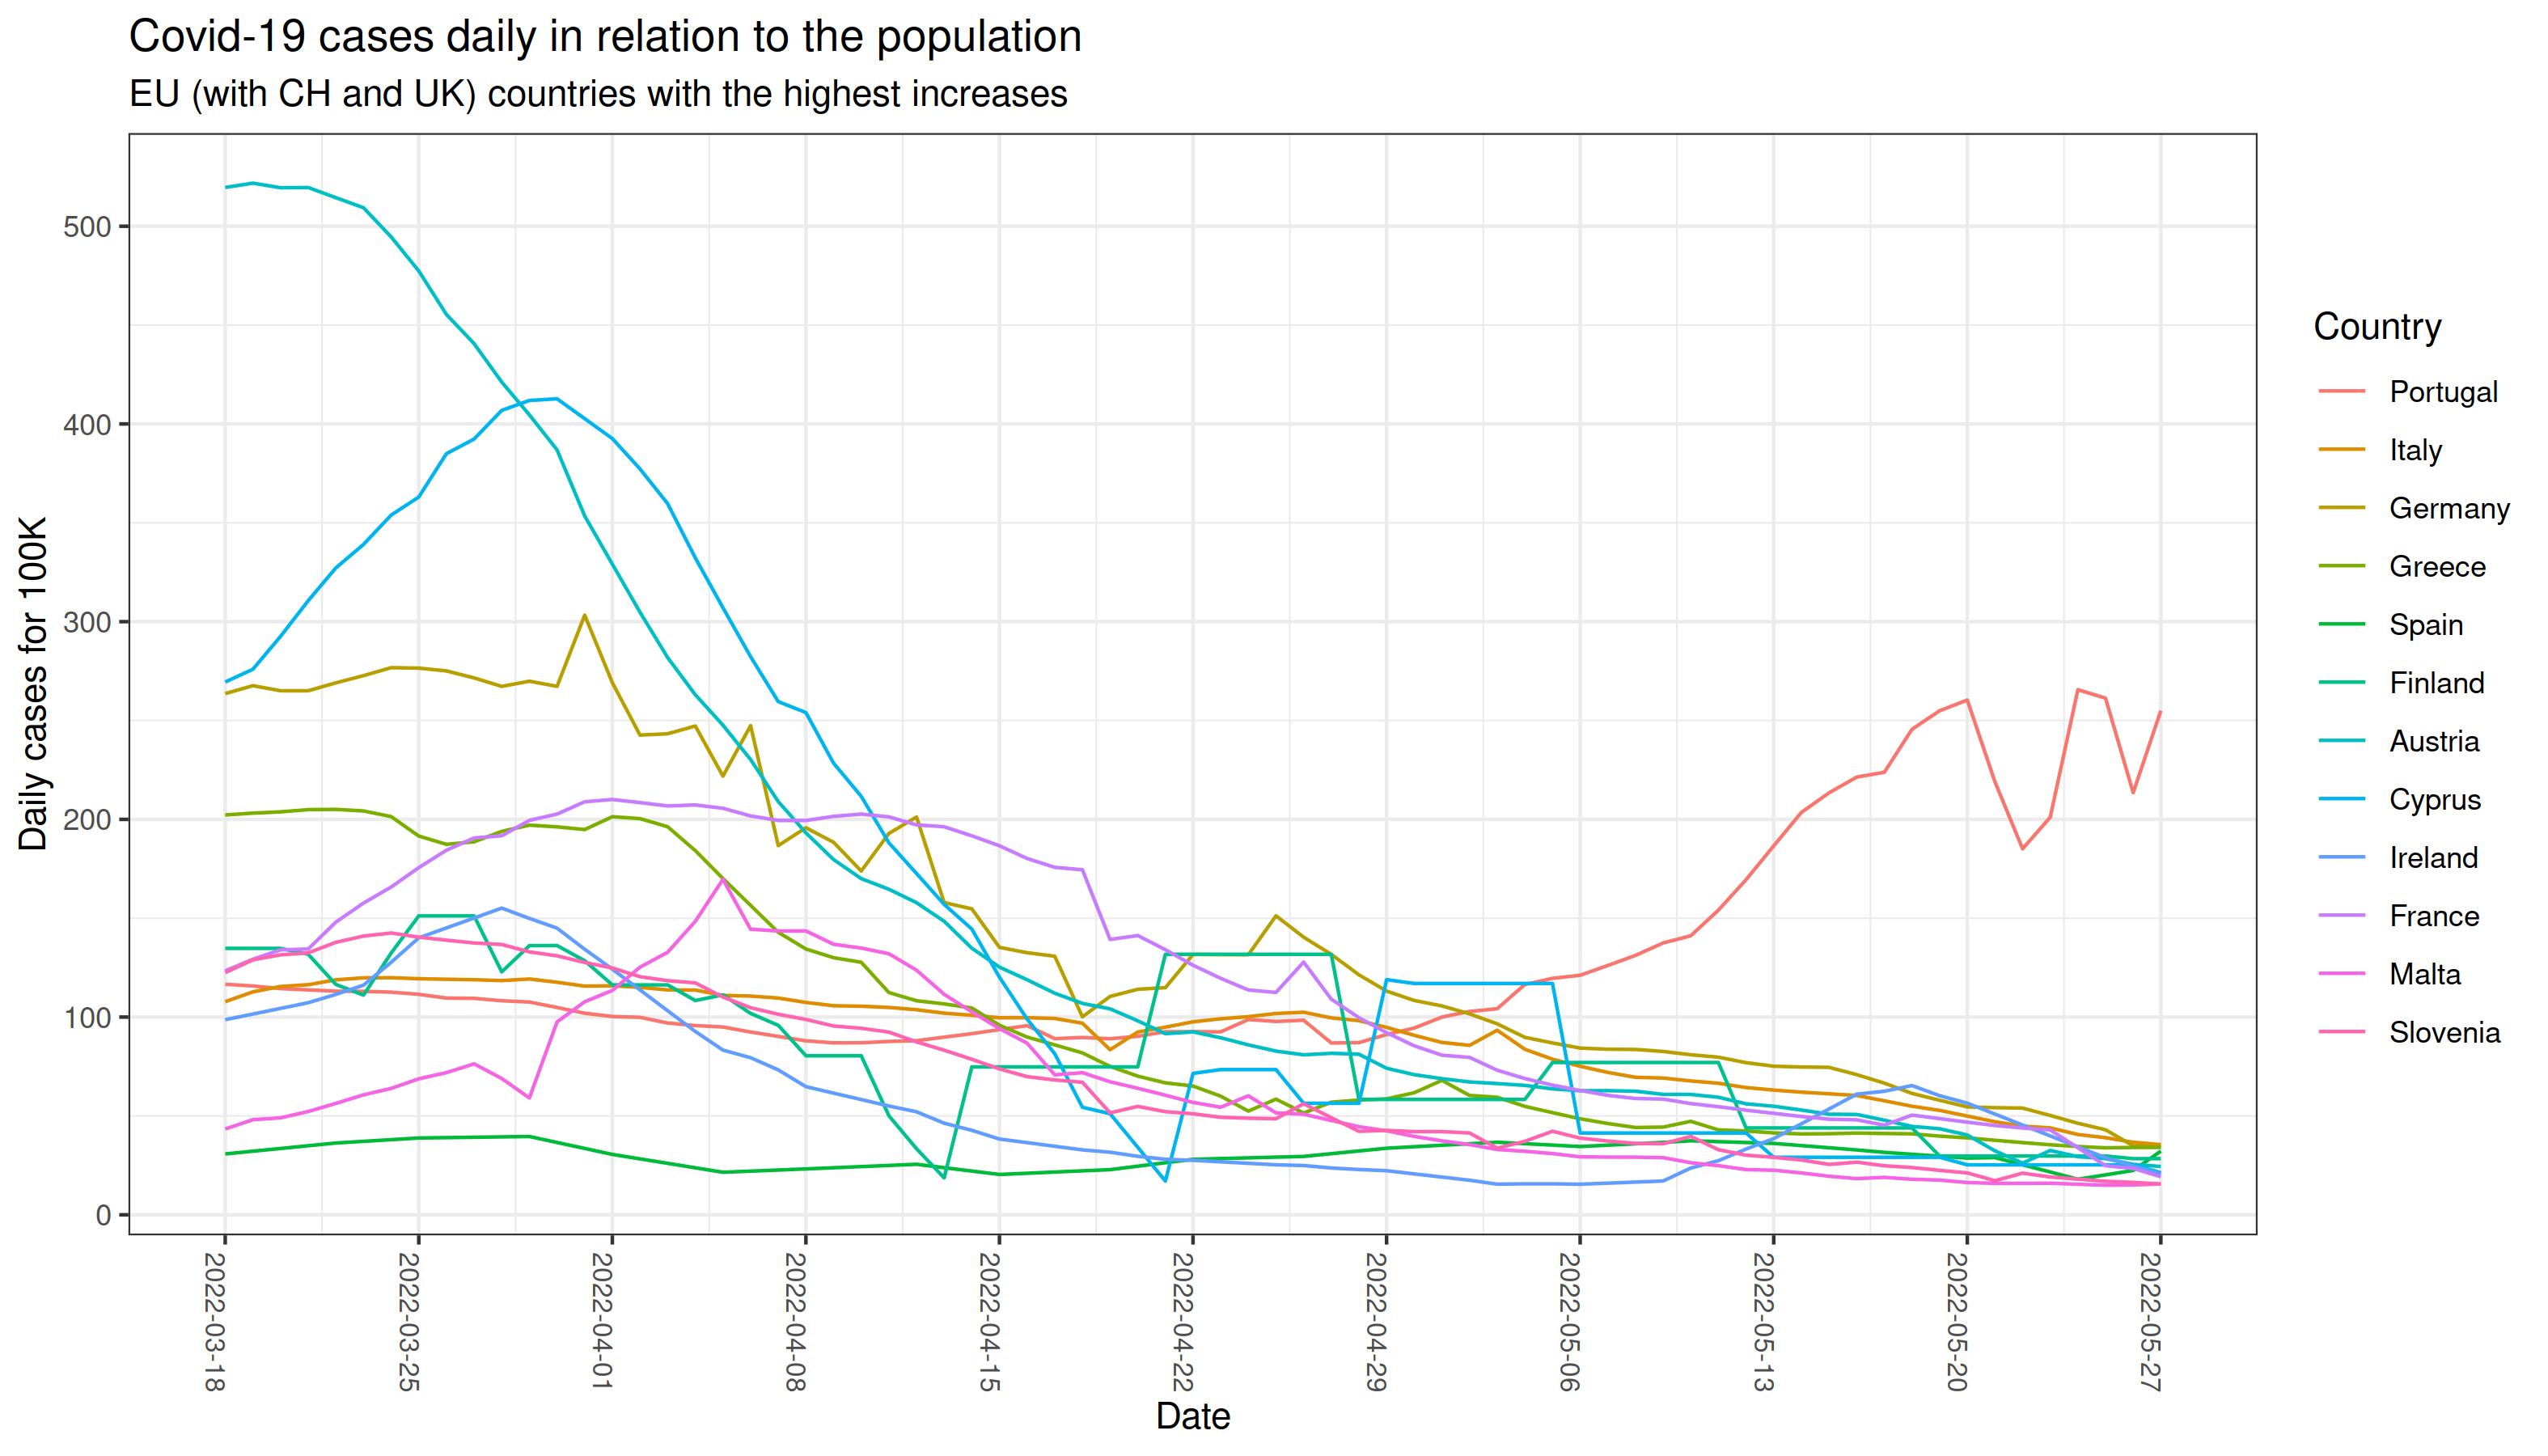 Covid-19 cases daily in relation to the population
EU (with CH and UK) countries with the highest increases
Daily cases for 100K
500
400
300
200
100
0
2022-03-18
2022-03-25
2022-04-01
2022-04-08
2022-04-15
2022-04-22
2022-04-29
2022-05-06
2022-05-13
2022-05-20
2022-05-27
Date
Country
Portugal
Italy
Germany
Greece
Spain
Finland
Austria
Cyprus
Ireland
France
Malta
Slovenia